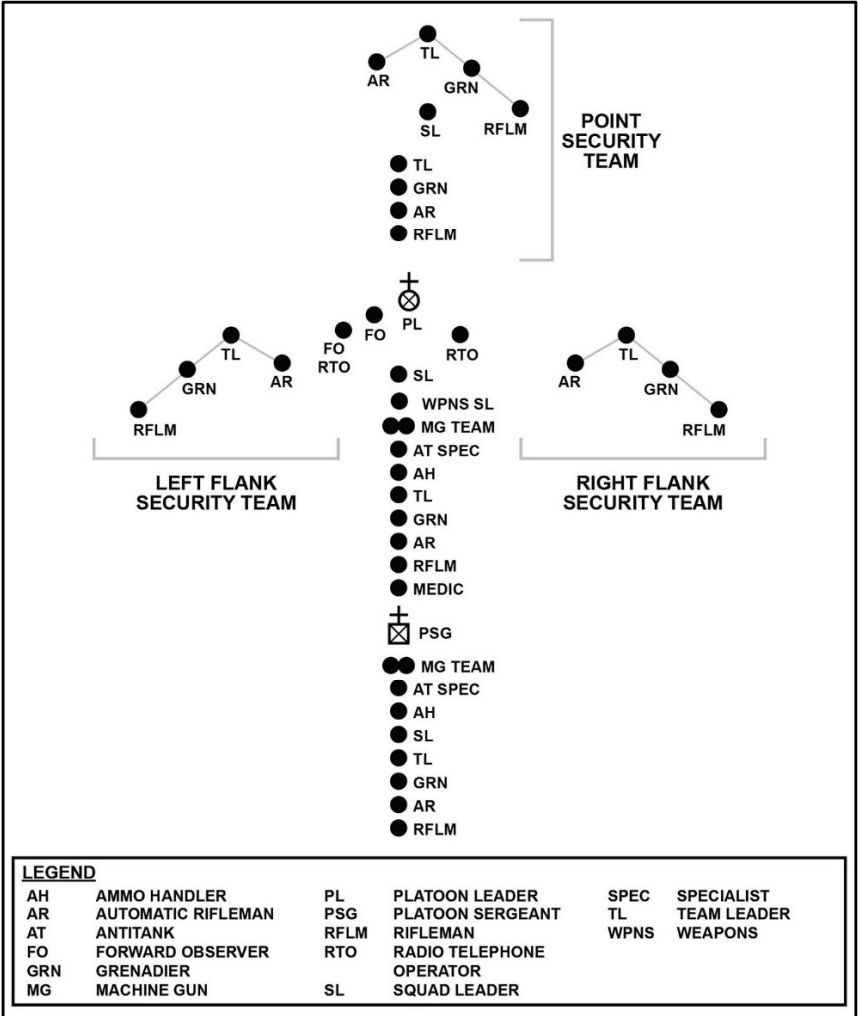 TL
AR
GRN
SL
RFLM
POINT
SECURITY
TEAM
TL
GRN
AR
RFLM
PL
FO
FO
RTO
RTO
TL
AR
GRN
RFLM
LEFT FLANK
SECURITY TEAM
TL
AR
GRN
RFLM
RIGHT FLANK
SECURITY TEAM
SL
WPNS SL
MG TEAM
AT SPEC
AH
TL
GRN
AR
RFLM
MEDIC
PSG
MG TEAM
AT SPEC
AH
SL
TL
GRN
AR
RFLM
LEGEND
AH AMMO HANDLER PL PLATOON LEADER SPEC SPECIALIST
AR AUTOMATIC RIFLEMAN PSG PLATOON SERGEANT TL TEAM LEADER
AT ANTITANK RFLM RIFLEMAN WPNS WEAPONS
FO FORWARD OBSERVER RTO RADIO TELEPHONE
GRN GRENADIER OPERATOR
MG MACHINE GUN SL SQUAD LEADER